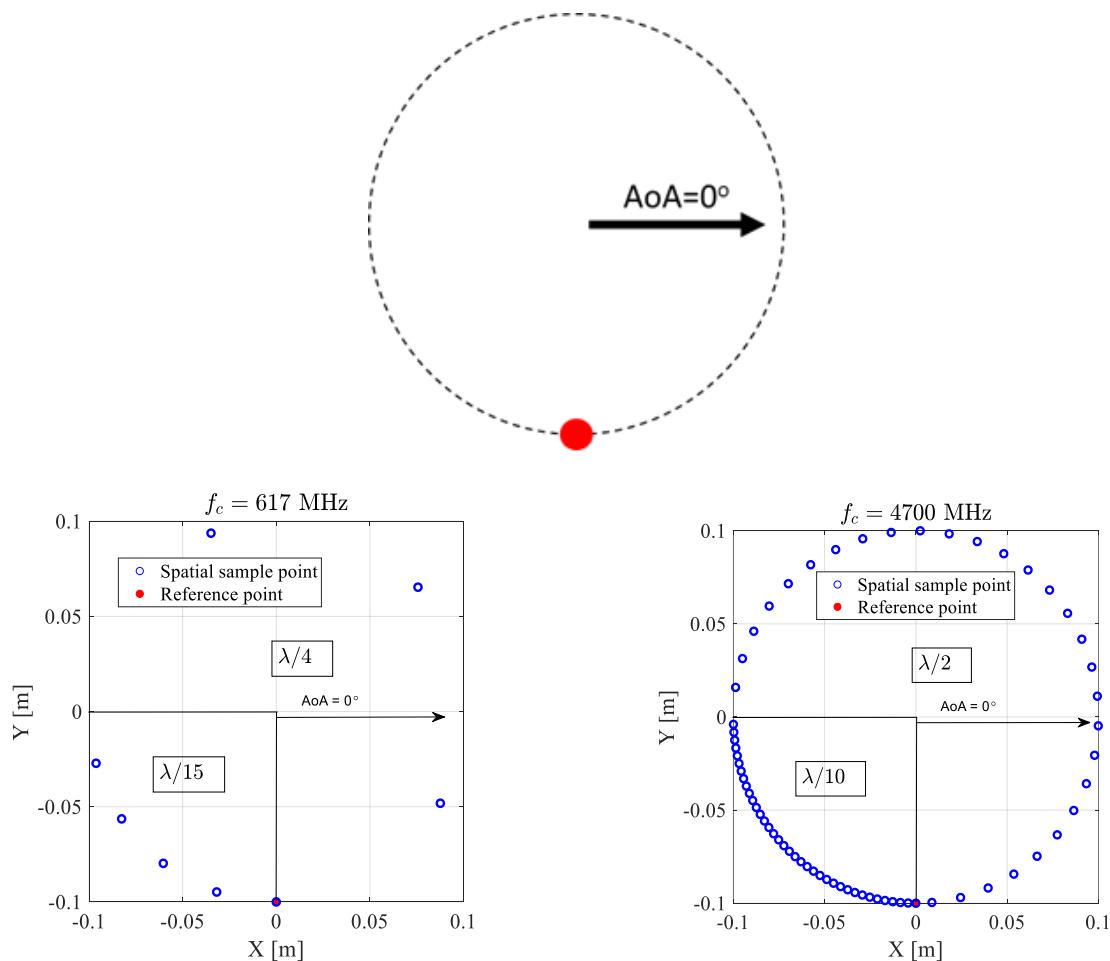 AoA=0°
f_c = 617 MHz
0.1
0.05
0
-0.05
-0.1
Y [m]
Spatial sample point
Reference point
λ/4
AoA = 0°
λ/15
-0.1
-0.05
0
0.05
0.1
X [m]
f_c = 4700 MHz
0.1
0.05
0
-0.05
-0.1
Y [m]
Spatial sample point
Reference point
λ/2
AoA = 0°
λ/10
-0.1
-0.05
0
0.05
0.1
X [m]